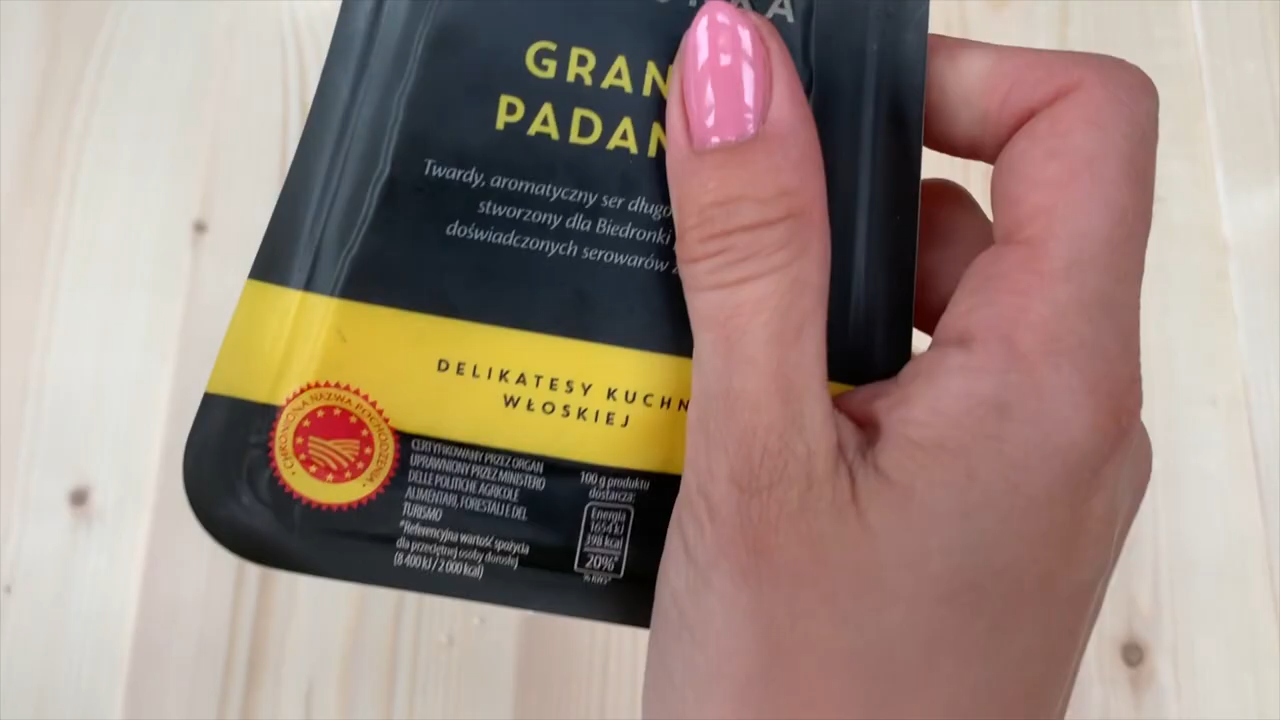 GRAN
PADAN
Twardy, aromatyczny ser długo
stworzony dla Biedronki
doświadczonych serowarów
DELIKATESY KUCHN
WŁOSKIEJ
CHRONIONA NAZWA POCHODZENIA
CERTYFIKOWANY PRZEZ ORGAN
UPRAWNIONY PRZEZ MINISTERO
DELLE POLITICHE AGRICOLE
ALIMENTARI, FORESTALI E DEL
TURISMO
*Referencyjna wartość spożycia
dla przeciętnej osoby dorosłej
(8 400 kJ / 2 000 kcal)
100 g produktu
dostarcza:
Energia
1654 kJ
398 kcal
20%*
% RWS*